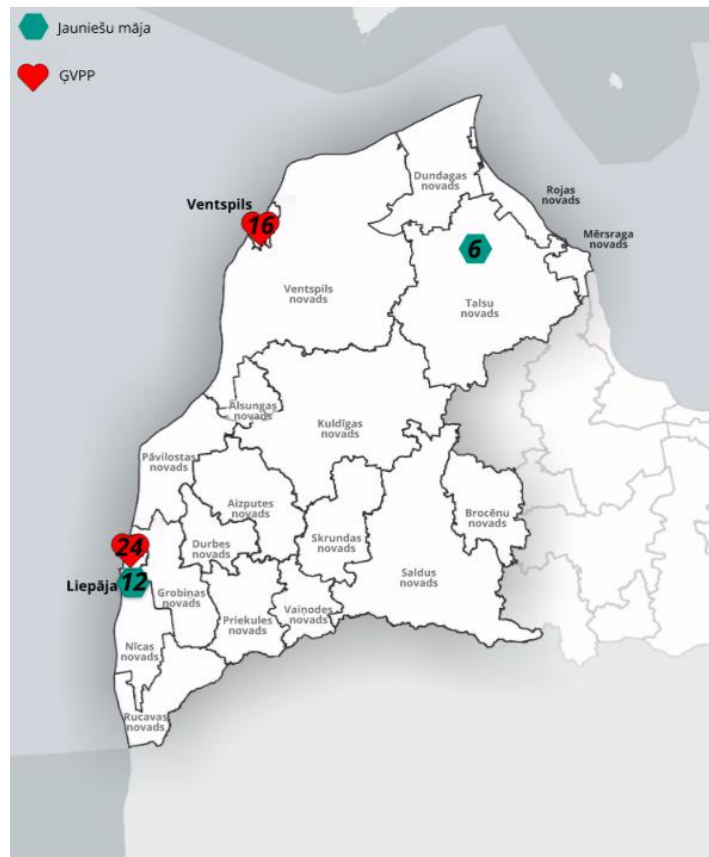 Jauniešu māja
ĢVPP
Dundagas
novads
Rojas
novads
Ventspils
16
Mērsraga
novads
6
Ventspils
novads
Talsu
novads
Alsungas
novads
Kuldīgas
novads
Pāvilostas
novads
Aizputes
novads
Brocēnu
novads
24
Durbes
novads
Skrundas
novads
Saldus
novads
Liepāja
12
Grobiņas
novads
Priekules
novads
Vaiņodes
novads
Nīcas
novads
Rucavas
novads